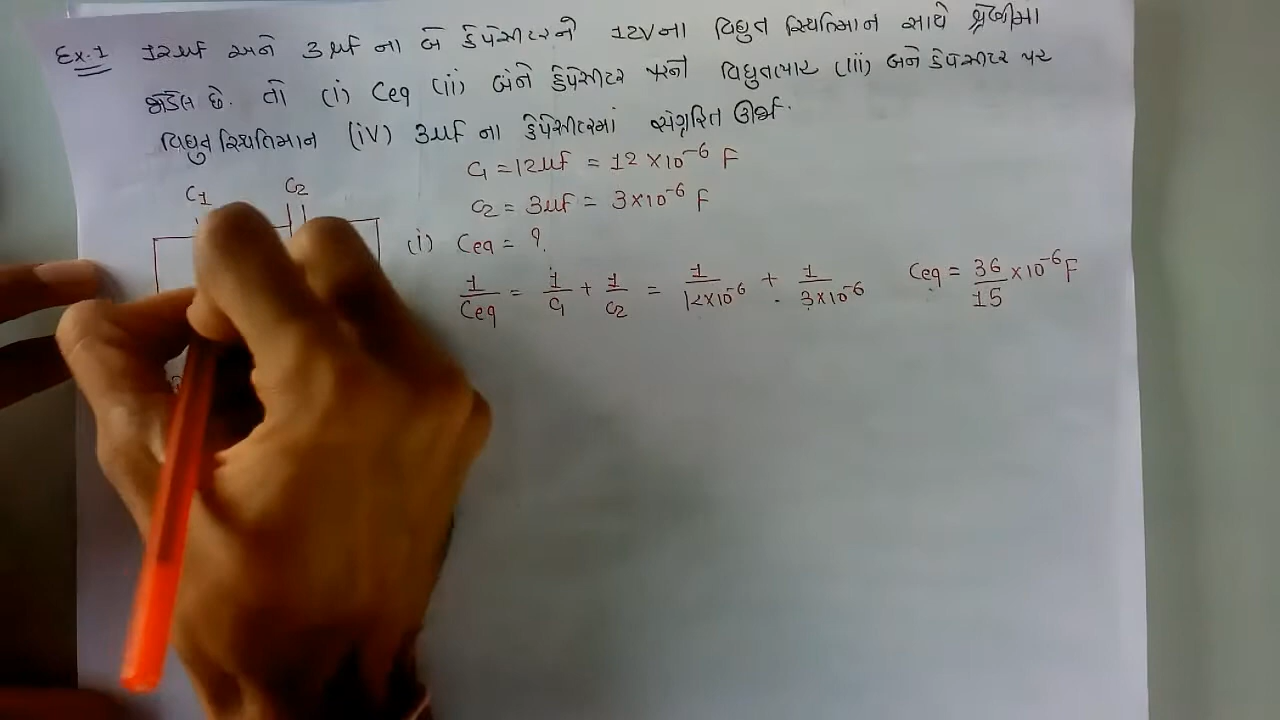 Ex.1 12μf અને 3μf ના બે કેપેસીટરને 12Vના વિદ્યુત સ્થિતિમાન સાથે શ્રેણીમાં
જોડેલ છે. તો (i) Ceq (ii) બંને કેપેસીટર પરનો વિદ્યુતભાર (iii) બંને કેપેસીટર પર
વિદ્યુત સ્થિતિમાન (iv) 3μf ના કેપેસીટરમાં સંગ્રહિત ઊર્જા.
C1 = 12μf = 12 × 10⁻⁶ F
C2 = 3μf = 3×10⁻⁶ F
C1 C2
(i) Ceq = ?
1/Ceq = 1/C1 + 1/C2 = 1/12×10⁻⁶ + 1/3×10⁻⁶ Ceq = 36/15 ×10⁻⁶ F